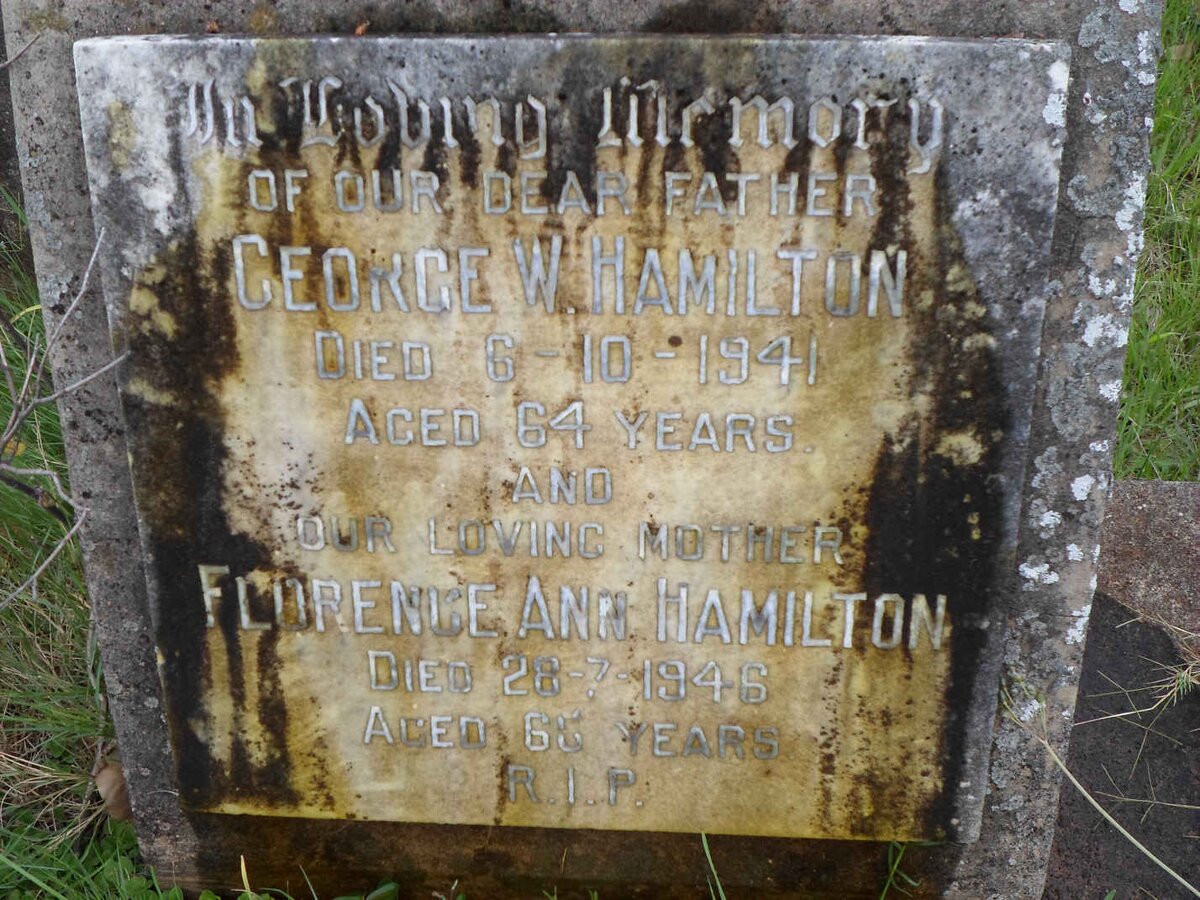 In Loving Memory
OF OUR DEAR FATHER
GEORGE W. HAMILTON
DIED 6-10-1941
AGED 64 YEARS.
AND
OUR LOVING MOTHER
FLORENCE ANN HAMILTON
DIED 28-7-1946
AGED YEARS
R.I.P.